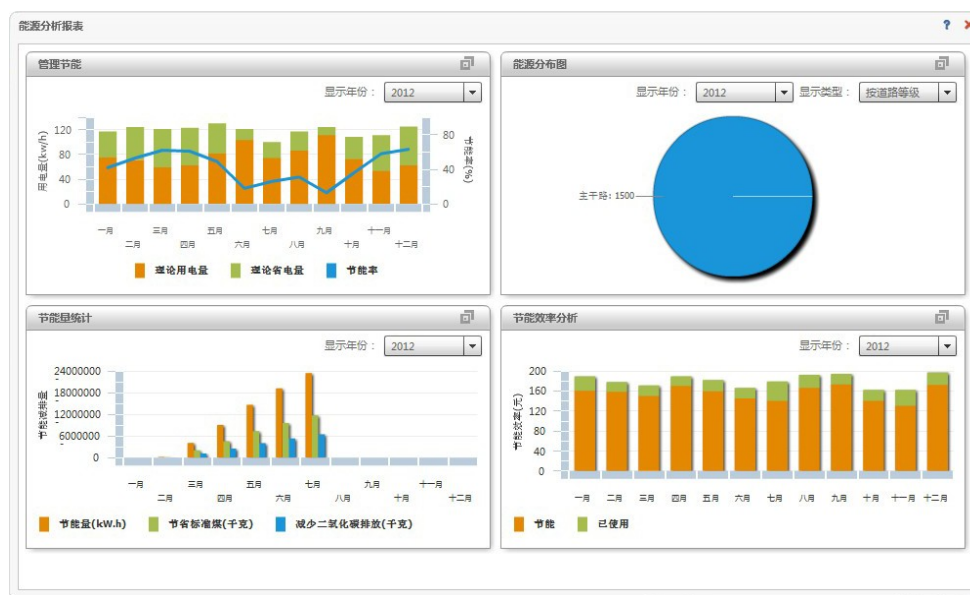 能源分析报表
?
管理节能
显示年份： 2012
120
80
40
0
用电量(kw/h)
80
40
0
节能率(%)
一月 二月 三月 四月 五月 六月 七月 八月 九月 十月 十一月 十二月
理论用电量 理论省电量 节能率
能源分布图
显示年份： 2012 显示类型： 按道路等级
主干路: 1500
节能量统计
显示年份： 2012
24000000
18000000
12000000
6000000
0
节能减排量
一月 二月 三月 四月 五月 六月 七月 八月 九月 十月 十一月 十二月
节能量(kW.h) 节省标准煤(千克) 减少二氧化碳排放(千克)
节能效率分析
显示年份： 2012
200
160
120
80
40
0
节能效率(元)
一月 二月 三月 四月 五月 六月 七月 八月 九月 十月 十一月 十二月
节能 已使用